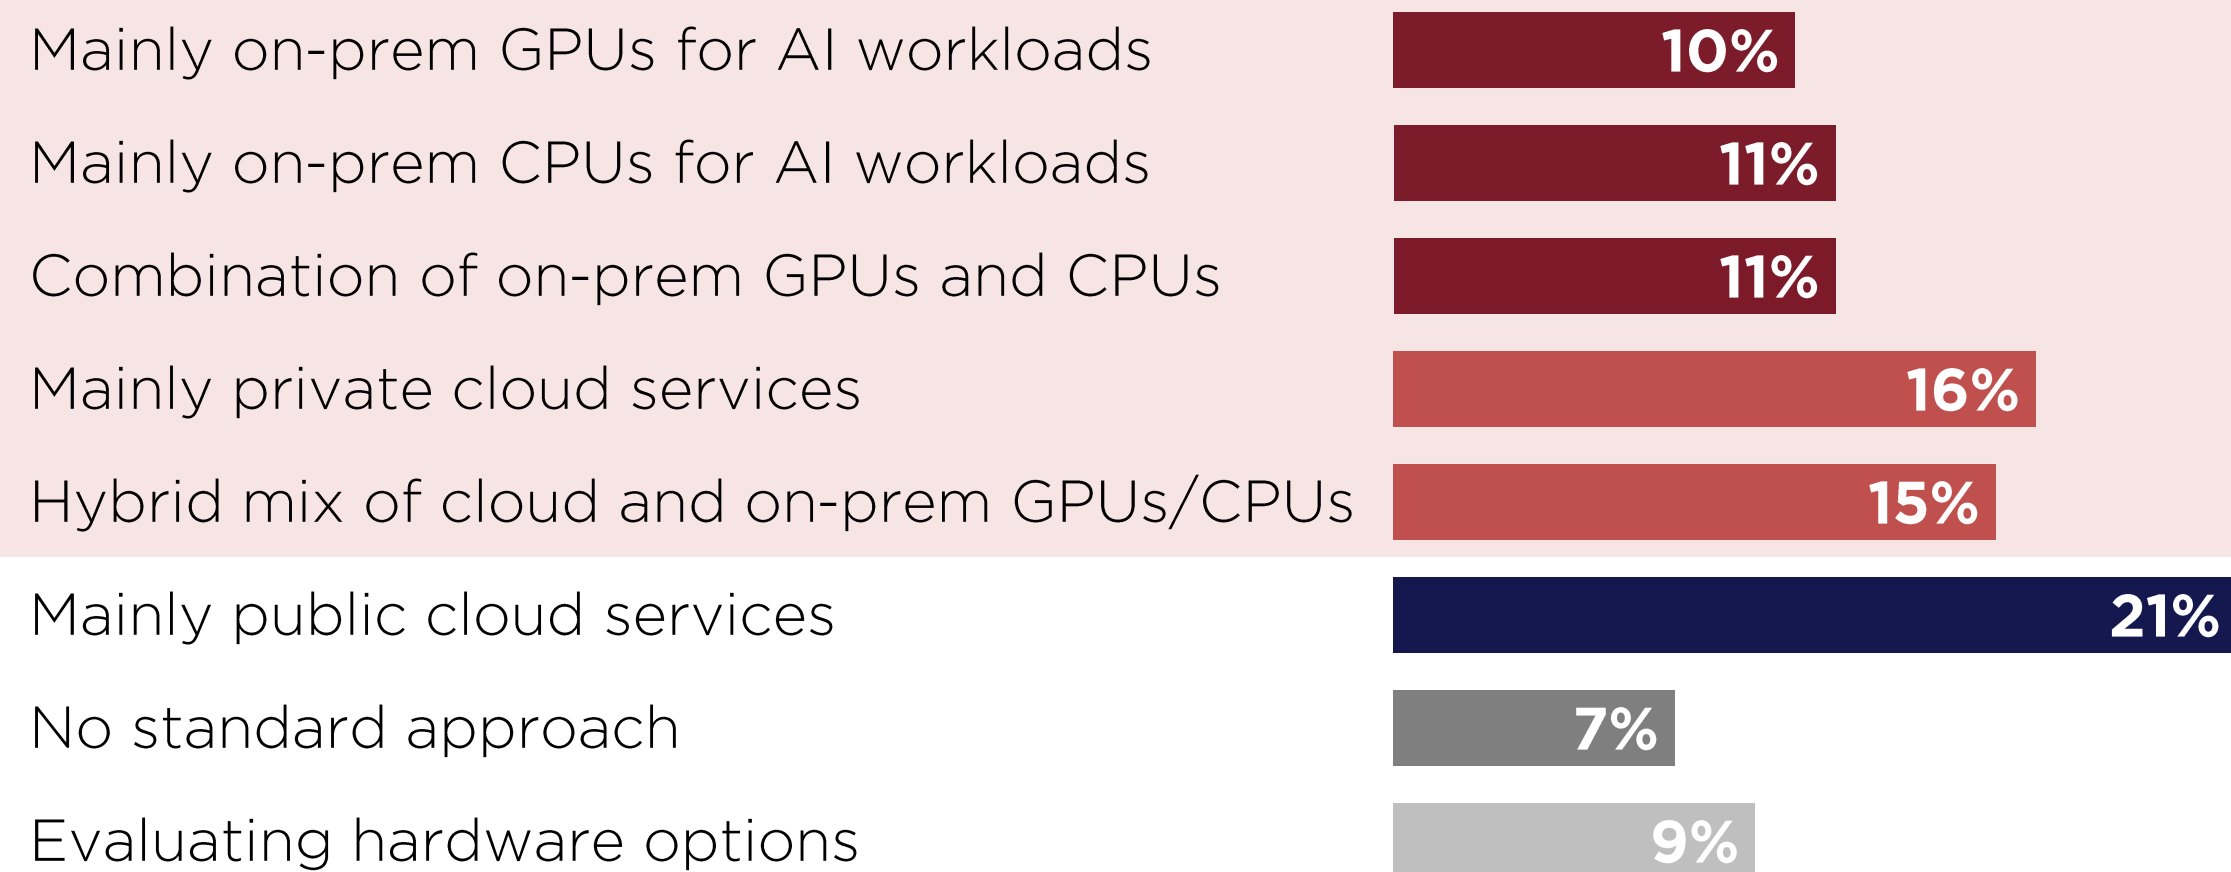 Mainly on-prem GPUs for AI workloads 10%
Mainly on-prem CPUs for AI workloads 11%
Combination of on-prem GPUs and CPUs 11%
Mainly private cloud services 16%
Hybrid mix of cloud and on-prem GPUs/CPUs 15%
Mainly public cloud services 21%
No standard approach 7%
Evaluating hardware options 9%